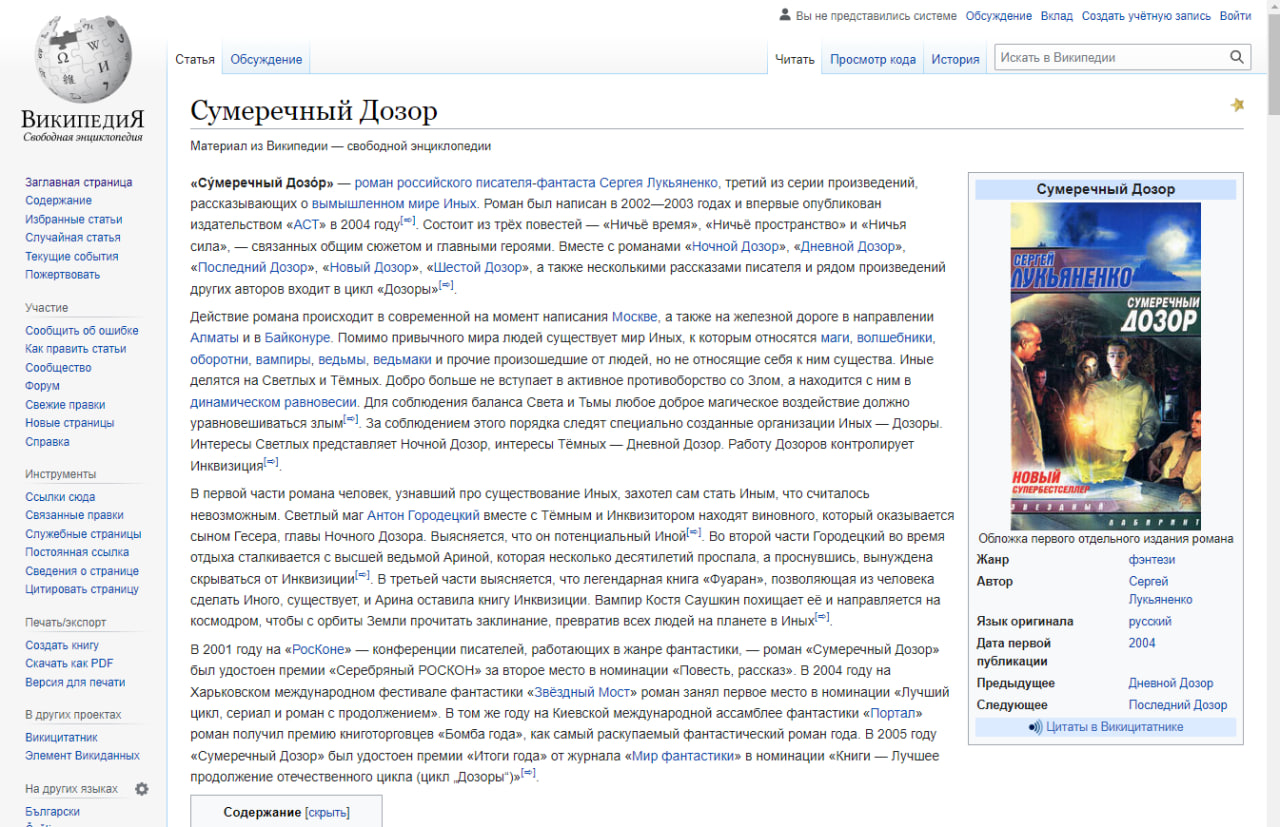 Вы не представились системе Обсуждение Вклад Создать учётную запись Войти
ВикипедиЯ
Свободная энциклопедия
Статья Обсуждение Читать Просмотр кода История Искать в Википедии
Сумеречный Дозор
Материал из Википедии — свободной энциклопедии
Заглавная страница
Содержание
Избранные статьи
Случайная статья
Текущие события
Пожертвовать
Участие
Сообщить об ошибке
Как править статьи
Сообщество
Форум
Свежие правки
Новые страницы
Справка
Инструменты
Ссылки сюда
Связанные правки
Служебные страницы
Постоянная ссылка
Сведения о странице
Цитировать страницу
Печать/экспорт
Создать книгу
Скачать как PDF
Версия для печати
В других проектах
Викицитатник
Элемент Викиданных
На других языках
Български
«Су́меречный Дозо́р» — роман российского писателя-фантаста Сергея Лукьяненко, третий из серии произведений,
рассказывающих о вымышленном мире Иных. Роман был написан в 2002—2003 годах и впервые опубликован
издательством «АСТ» в 2004 году[⇨]. Состоит из трёх повестей — «Ничьё время», «Ничьё пространство» и «Ничья
сила», — связанных общим сюжетом и главными героями. Вместе с романами «Ночной Дозор», «Дневной Дозор»,
«Последний Дозор», «Новый Дозор», «Шестой Дозор», а также несколькими рассказами писателя и рядом произведений
других авторов входит в цикл «Дозоры»[⇨].
Действие романа происходит в современной на момент написания Москве, а также на железной дороге в направлении
Алматы и в Байконуре. Помимо привычного мира людей существует мир Иных, к которым относятся маги, волшебники,
оборотни, вампиры, ведьмы, ведьмаки и прочие произошедшие от людей, но не относящие себя к ним существа. Иные
делятся на Светлых и Тёмных. Добро больше не вступает в активное противоборство со Злом, а находится с ним в
динамическом равновесии. Для соблюдения баланса Света и Тьмы любое доброе магическое воздействие должно
уравновешиваться злым[⇨]. За соблюдением этого порядка следят специально созданные организации Иных — Дозоры.
Интересы Светлых представляет Ночной Дозор, интересы Тёмных — Дневной Дозор. Работу Дозоров контролирует
Инквизиция[⇨].
В первой части романа человек, узнавший про существование Иных, захотел сам стать Иным, что считалось
невозможным. Светлый маг Антон Городецкий вместе с Тёмным и Инквизитором находят виновного, который оказывается
сыном Гесера, главы Ночного Дозора. Выясняется, что он потенциальный Иной[⇨]. Во второй части Городецкий во время
отдыха сталкивается с высшей ведьмой Ариной, которая несколько десятилетий проспала, а проснувшись, вынуждена
скрываться от Инквизиции[⇨]. В третьей части выясняется, что легендарная книга «Фуаран», позволяющая из человека
сделать Иного, существует, и Арина оставила книгу Инквизиции. Вампир Костя Саушкин похищает её и направляется на
космодром, чтобы с орбиты Земли прочитать заклинание, превратив всех людей на планете в Иных[⇨].
В 2001 году на «РосКоне» — конференции писателей, работающих в жанре фантастики, — роман «Сумеречный Дозор»
был удостоен премии «Серебряный РОСКОН» за второе место в номинации «Повесть, рассказ». В 2004 году на
Харьковском международном фестивале фантастики «Звёздный Мост» роман занял первое место в номинации «Лучший
цикл, сериал и роман с продолжением». В том же году на Киевской международной ассамблее фантастики «Портал»
роман получил премию книготорговцев «Бомба года», как самый раскупаемый фантастический роман года. В 2005 году
«Сумеречный Дозор» был удостоен премии «Итоги года» от журнала «Мир фантастики» в номинации «Книги — Лучшее
продолжение отечественного цикла (цикл „Дозоры“)»[⇨].
Содержание [скрыть]
Сумеречный Дозор
СЕРГЕЙ
ЛУКЬЯНЕНКО
СУМЕРЕЧНЫЙ
ДОЗОР
НОВЫЙ
СУПЕРБЕСТСЕЛЛЕР
ЗВЕЗДНЫЙ ЛАБИРИНТ
Обложка первого отдельного издания романа
Жанр фэнтези
Автор Сергей
Лукьяненко
Язык оригинала русский
Дата первой 2004
публикации
Предыдущее Дневной Дозор
Следующее Последний Дозор
Цитаты в Викицитатнике